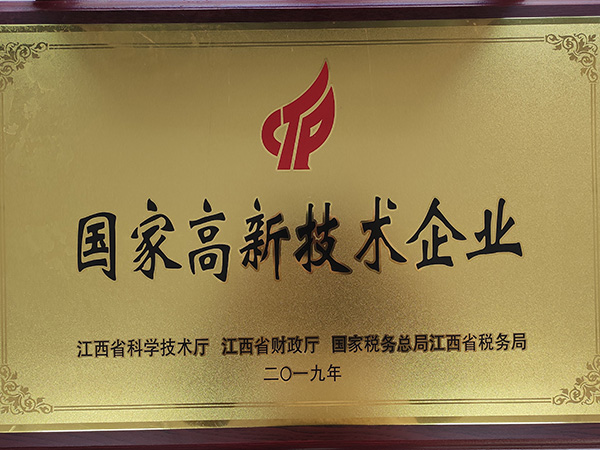 CTP
国家高新技术企业
江西省科学技术厅 江西省财政厅 国家税务总局江西省税务局
二〇一九年